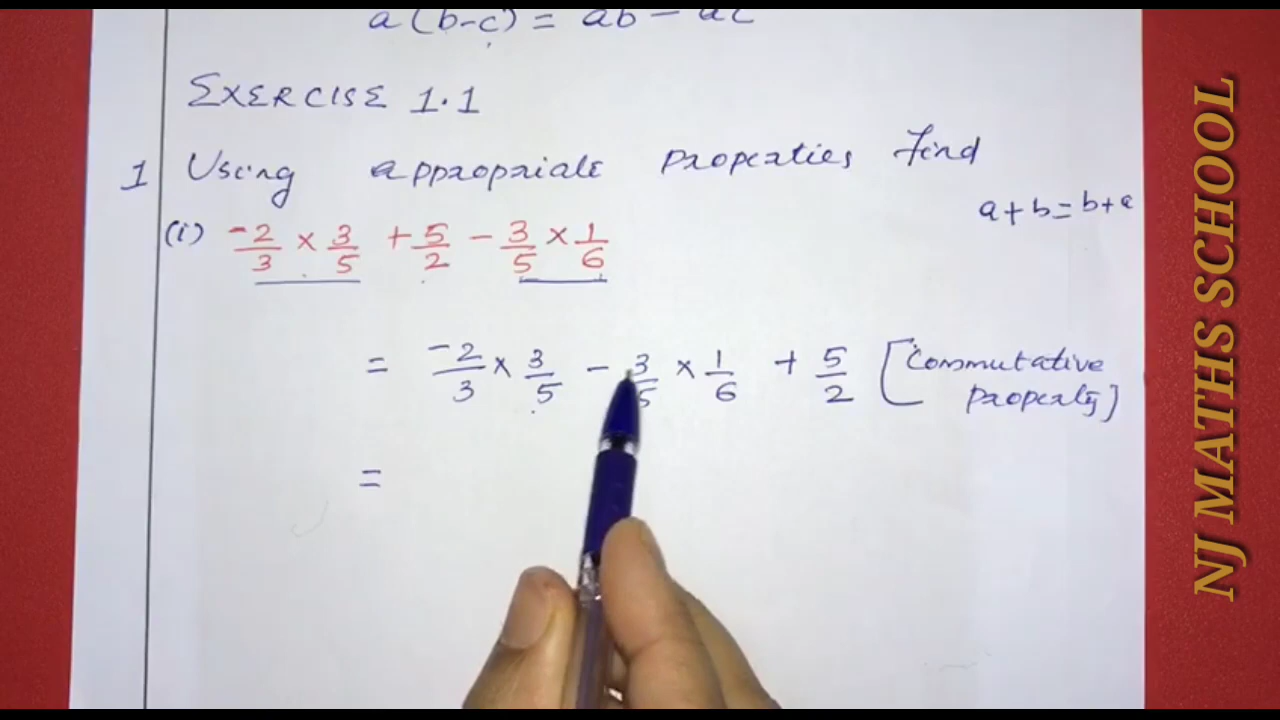 a(b-c) = ab - ac
EXERCISE 1.1
1 Using appropriate properties find
a+b=b+a
(i) -2/3 × 3/5 + 5/2 - 3/5 × 1/6
= -2/3 × 3/5 - 3/5 × 1/6 + 5/2 [Commutative
property]
=
NJ MATHS SCHOOL